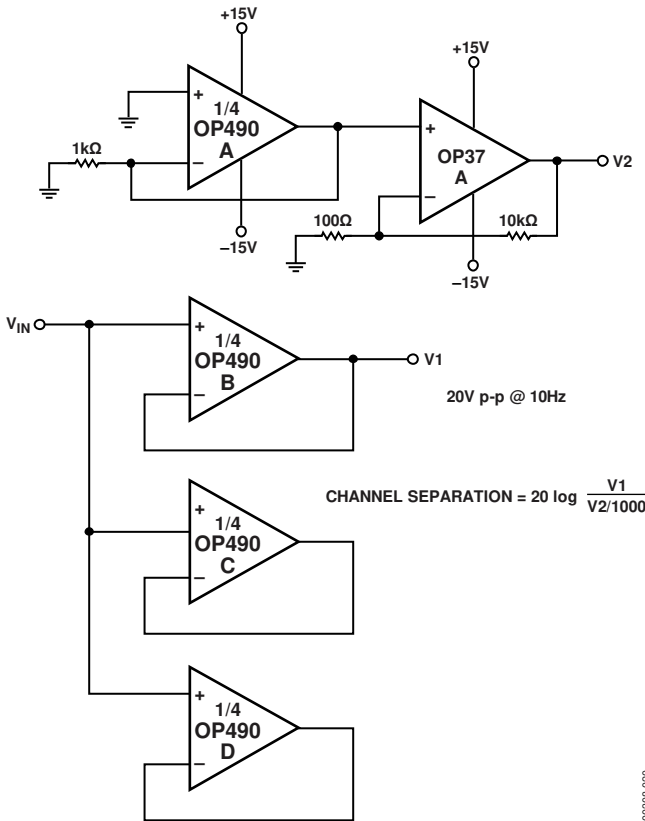 +15V
+
1/4
OP490
A
1kΩ
–
–15V
+15V
+
OP37
A
–
V2
100Ω
10kΩ
–15V
VIN
+
1/4
OP490
B
–
V1
20V p-p @ 10Hz
CHANNEL SEPARATION = 20 log V1
V2/1000
+
1/4
OP490
C
–
+
1/4
OP490
D
–